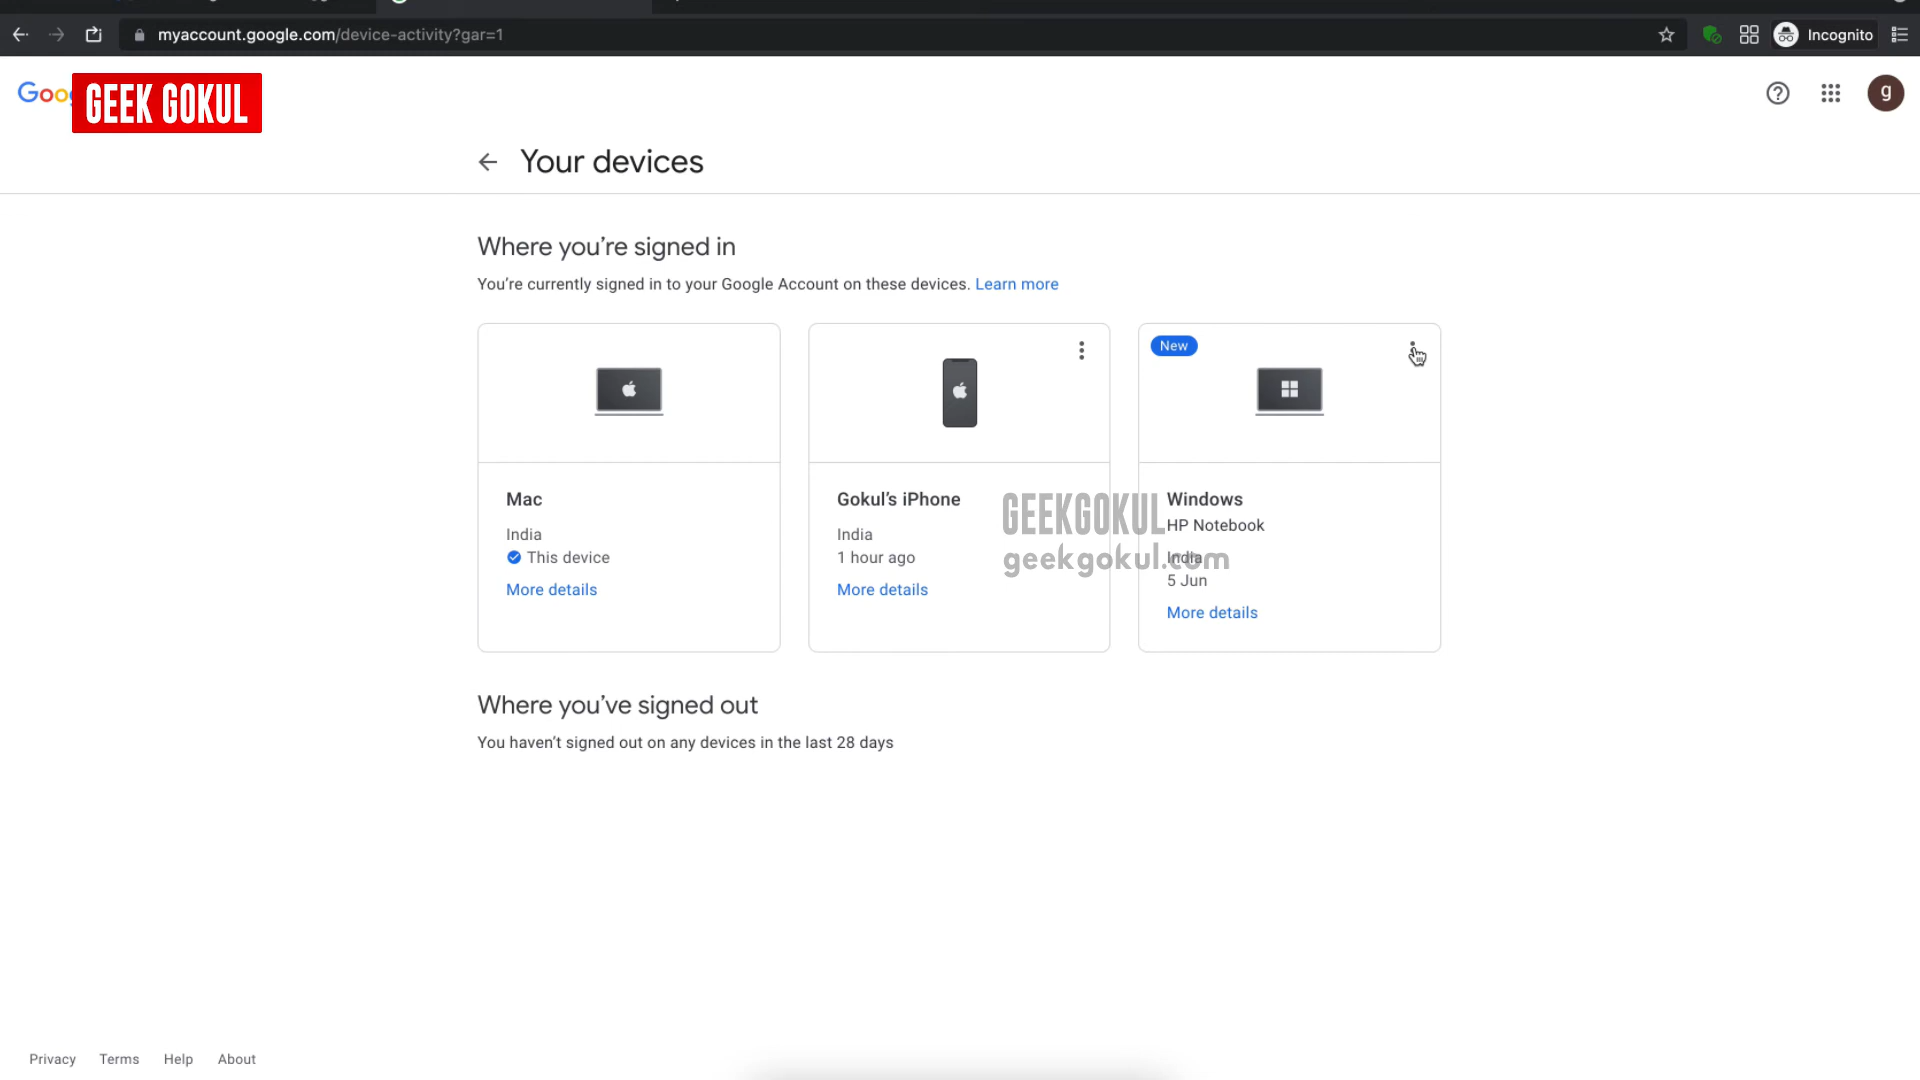 myaccount.google.com/device-activity?gar=1
Incognito
Goog
GEEK GOKUL
g
Your devices
Where you're signed in
You're currently signed in to your Google Account on these devices. Learn more
New
Mac
India
This device
More details
Gokul's iPhone
India
1 hour ago
More details
GEEKGOKUL
geekgokul.com
Windows
HP Notebook
India
5 Jun
More details
Where you've signed out
You haven't signed out on any devices in the last 28 days
Privacy Terms Help About